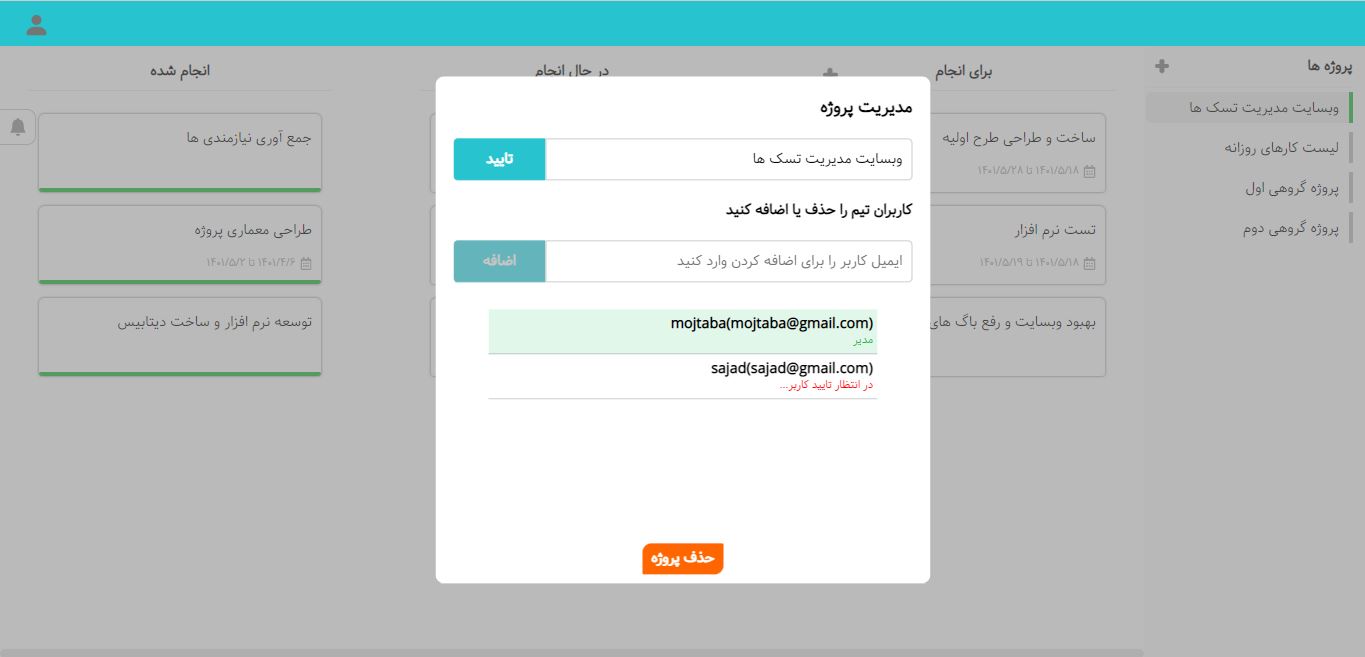 پروژه ها
وبسایت مدیریت تسک ها
لیست کارهای روزانه
پروژه گروهی اول
پروژه گروهی دوم
برای انجام
ساخت و طراحی طرح اولیه
۱۴۰۱/۵/۱۸ تا ۱۴۰۱/۵/۲۸
تست نرم افزار
۱۴۰۱/۵/۱۸ تا ۱۴۰۱/۵/۱۹
بهبود وبسایت و رفع باگ های
در حال انجام
مدیریت پروژه
وبسایت مدیریت تسک ها
تایید
کاربران تیم را حذف یا اضافه کنید
ایمیل کاربر را برای اضافه کردن وارد کنید
اضافه
mojtaba(mojtaba@gmail.com)
مدیر
sajad(sajad@gmail.com)
در انتظار تایید کاربر...
حذف پروژه
انجام شده
جمع آوری نیازمندی ها
طراحی معماری پروژه
۱۴۰۱/۴/۶ تا ۱۴۰۱/۵/۲
توسعه نرم افزار و ساخت دیتابیس